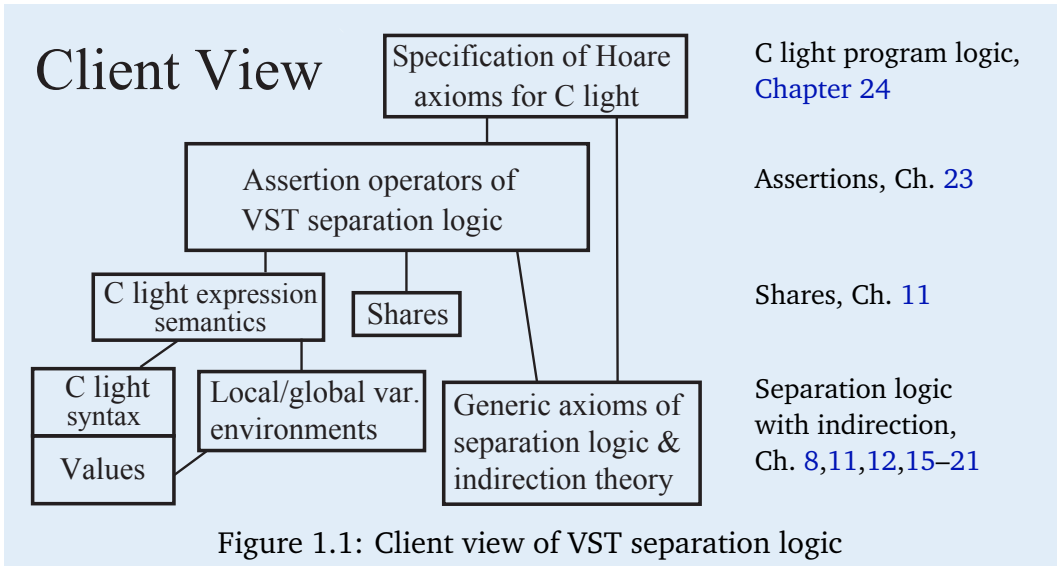 Client View
Specification of Hoare
axioms for C light
C light program logic,
Chapter 24
Assertion operators of
VST separation logic
Assertions, Ch. 23
C light expression
semantics
Shares
Shares, Ch. 11
C light
syntax
Values
Local/global var.
environments
Generic axioms of
separation logic &
indirection theory
Separation logic
with indirection,
Ch. 8,11,12,15–21
Figure 1.1: Client view of VST separation logic